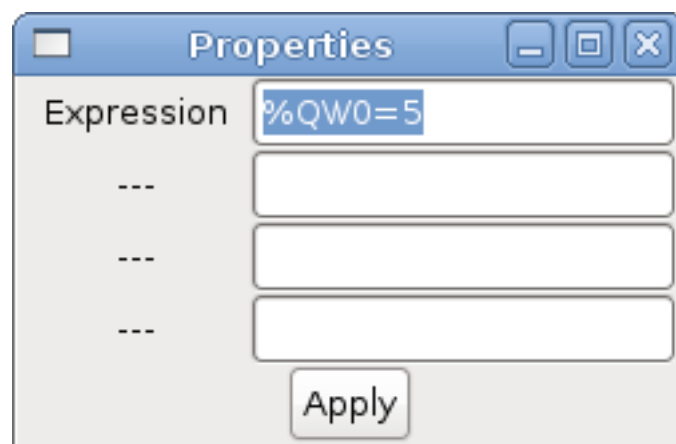 Properties
Expression %QW0=5
---
---
---
Apply